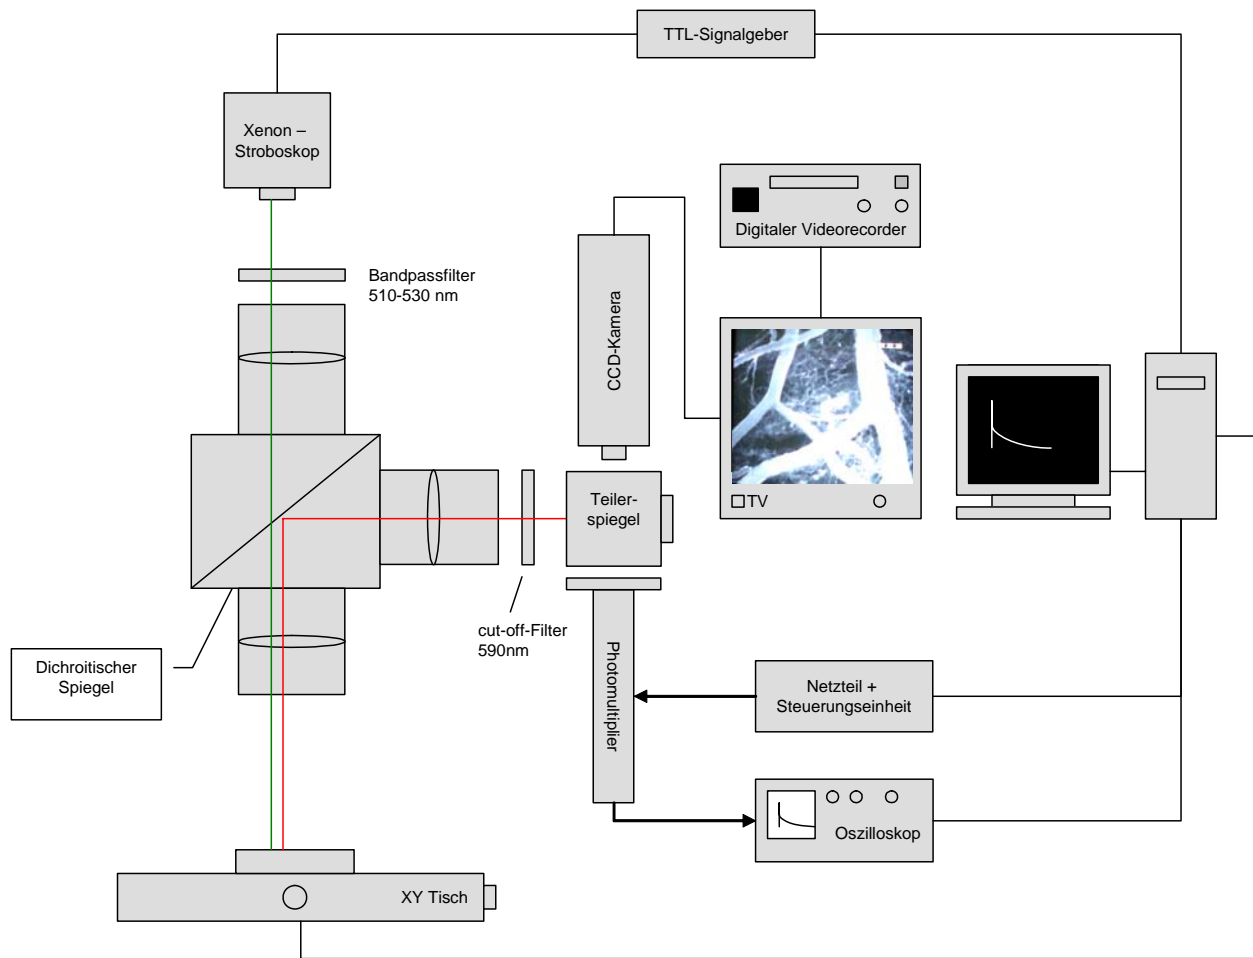 TTL-Signalgeber
Xenon –
Stroboskop
Digitaler Videorecorder
Bandpassfilter
510-530 nm
CCD-Kamera
TV
Teiler-
spiegel
cut-off-Filter
590nm
Dichroitischer
Spiegel
Photomultiplier
Netzteil +
Steuerungseinheit
Oszilloskop
XY Tisch